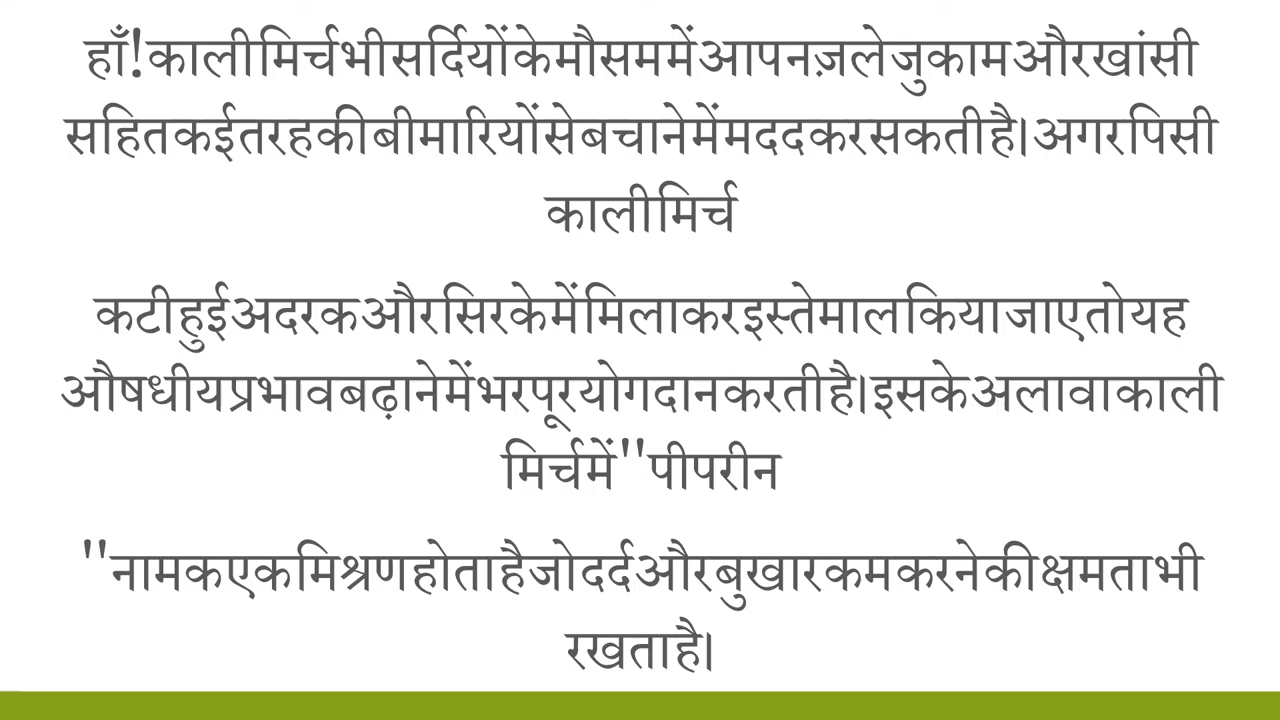 हाँ!कालीमिर्चभीसर्दियोंकेमौसममेंआपनज़लेजुकामऔरखांसी
सहितकईतरहकीबीमारियोंसेबचानेमेंमददकरसकतीहै।अगरपिसी
कालीमिर्च
कटीहुईअदरकऔरसिरकेमेंमिलाकरइस्तेमालकियाजाएतोयह
औषधीयप्रभावबढ़ानेमेंभरपूरयोगदानकरतीहै।इसकेअलावाकाली
मिर्चमें"पीपरीन
"नामकएकमिश्रणहोताहैजोदर्दऔरबुखारकमकरनेकीक्षमताभी
रखताहै।